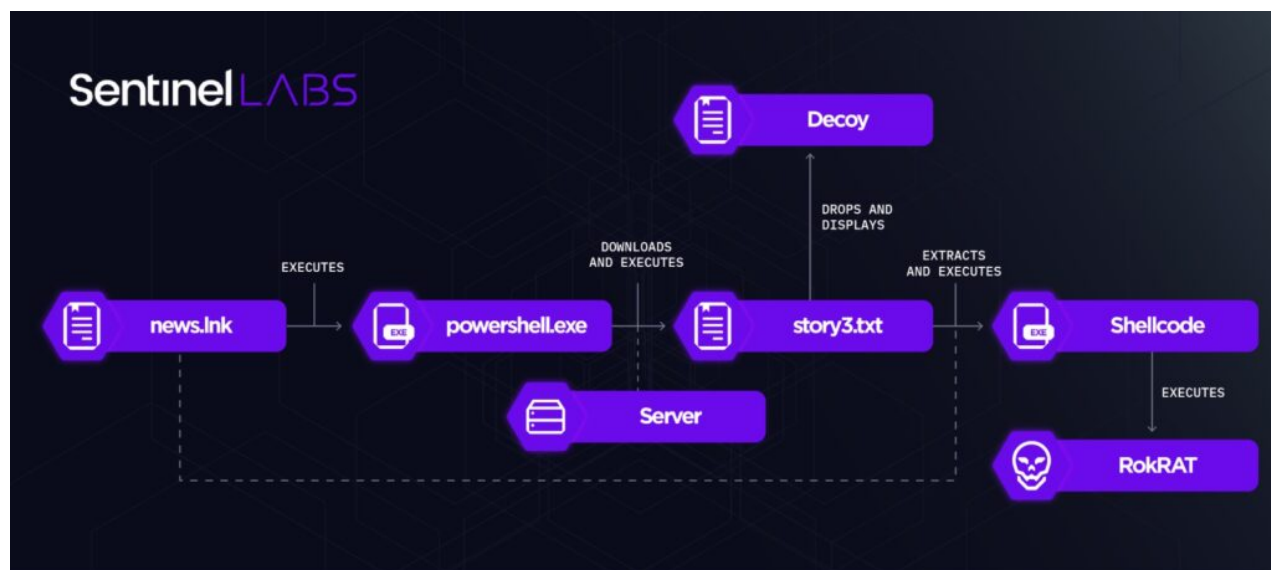 SentinelLABS
Decoy
DROPS AND
DISPLAYS
DOWNLOADS
AND EXECUTES
EXTRACTS
AND EXECUTES
EXECUTES
news.lnk
powershell.exe
story3.txt
Shellcode
EXECUTES
Server
RokRAT
EXE
EXE